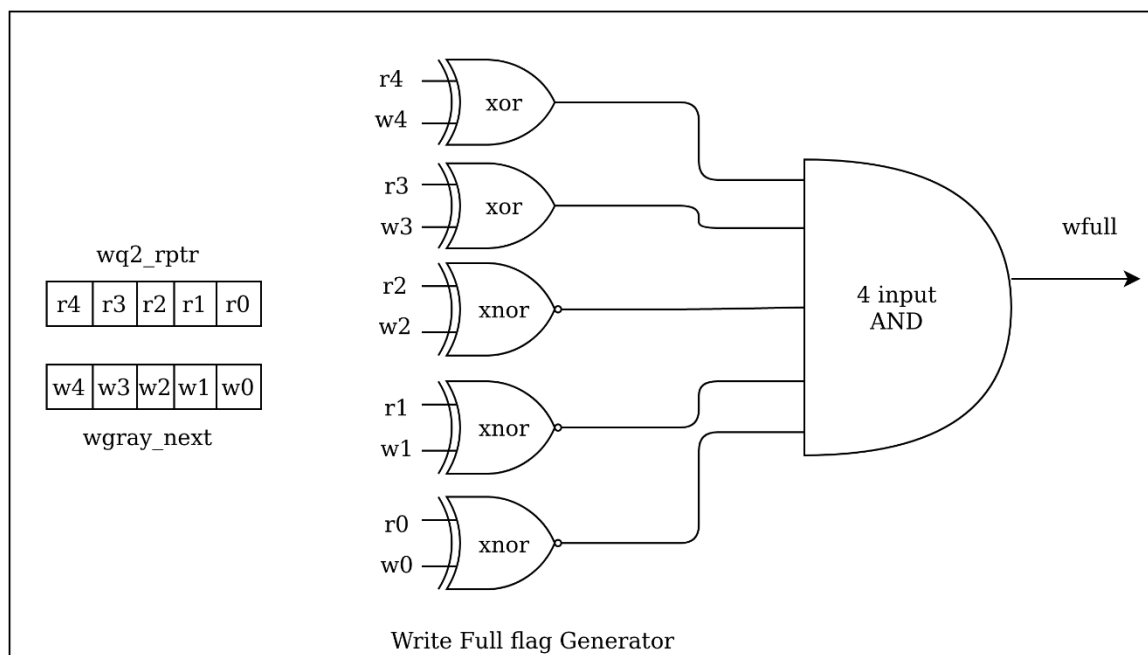 wq2_rptr
r4 r3 r2 r1 r0
w4 w3 w2 w1 w0
wgray_next
r4
w4
xor
r3
w3
xor
r2
w2
xnor
r1
w1
xnor
r0
w0
xnor
4 input
AND
wfull
Write Full flag Generator